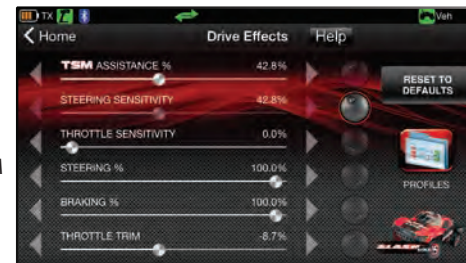 TX Veh
Home Drive Effects Help
TSM ASSISTANCE % 42.8%
STEERING SENSITIVITY 42.8%
THROTTLE SENSITIVITY 0.0%
STEERING % 100.0%
BRAKING % 100.0%
THROTTLE TRIM -8.7%
RESET TO
DEFAULTS
PROFILES
SLASH